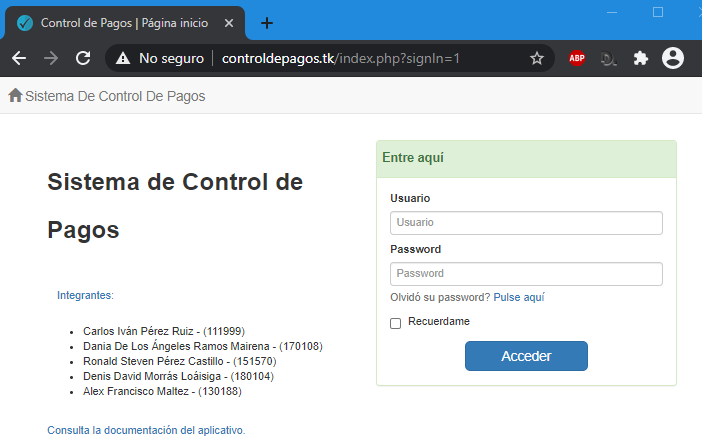 Control de Pagos | Página inicio
No seguro | controldepagos.tk/index.php?signIn=1
ABP
Sistema De Control De Pagos
Sistema de Control de
Pagos
Integrantes:
Carlos Iván Pérez Ruiz - (111999)
Dania De Los Ángeles Ramos Mairena - (170108)
Ronald Steven Pérez Castillo - (151570)
Denis David Morrás Loáisiga - (180104)
Alex Francisco Maltez - (130188)
Consulta la documentación del aplicativo.
Entre aquí
Usuario
Usuario
Password
Password
Olvidó su password? Pulse aquí
Recuerdame
Acceder